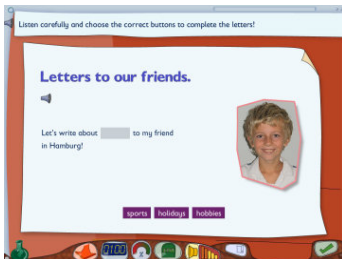 Listen carefully and choose the correct buttons to complete the letters!
Letters to our friends.
Let's write about to my friend
in Hamburg!
sports holidays hobbies